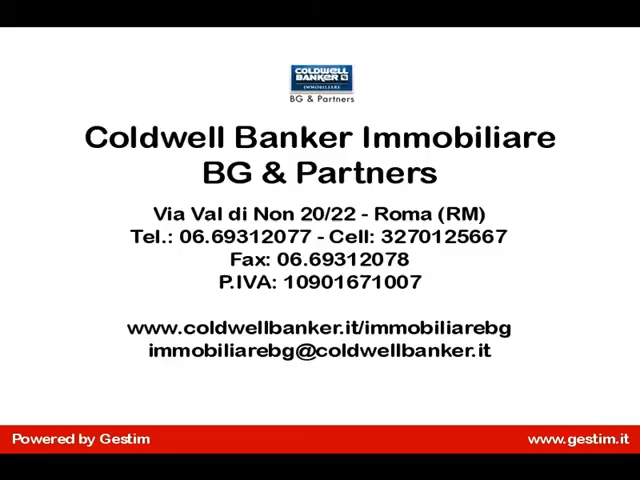 COLDWELL
BANKER
IMMOBILIARE
BG & Partners
Coldwell Banker Immobiliare
BG & Partners
Via Val di Non 20/22 - Roma (RM)
Tel.: 06.69312077 - Cell: 3270125667
Fax: 06.69312078
P.IVA: 10901671007
www.coldwellbanker.it/immobiliarebg
immobiliarebg@coldwellbanker.it
Powered by Gestim
www.gestim.it